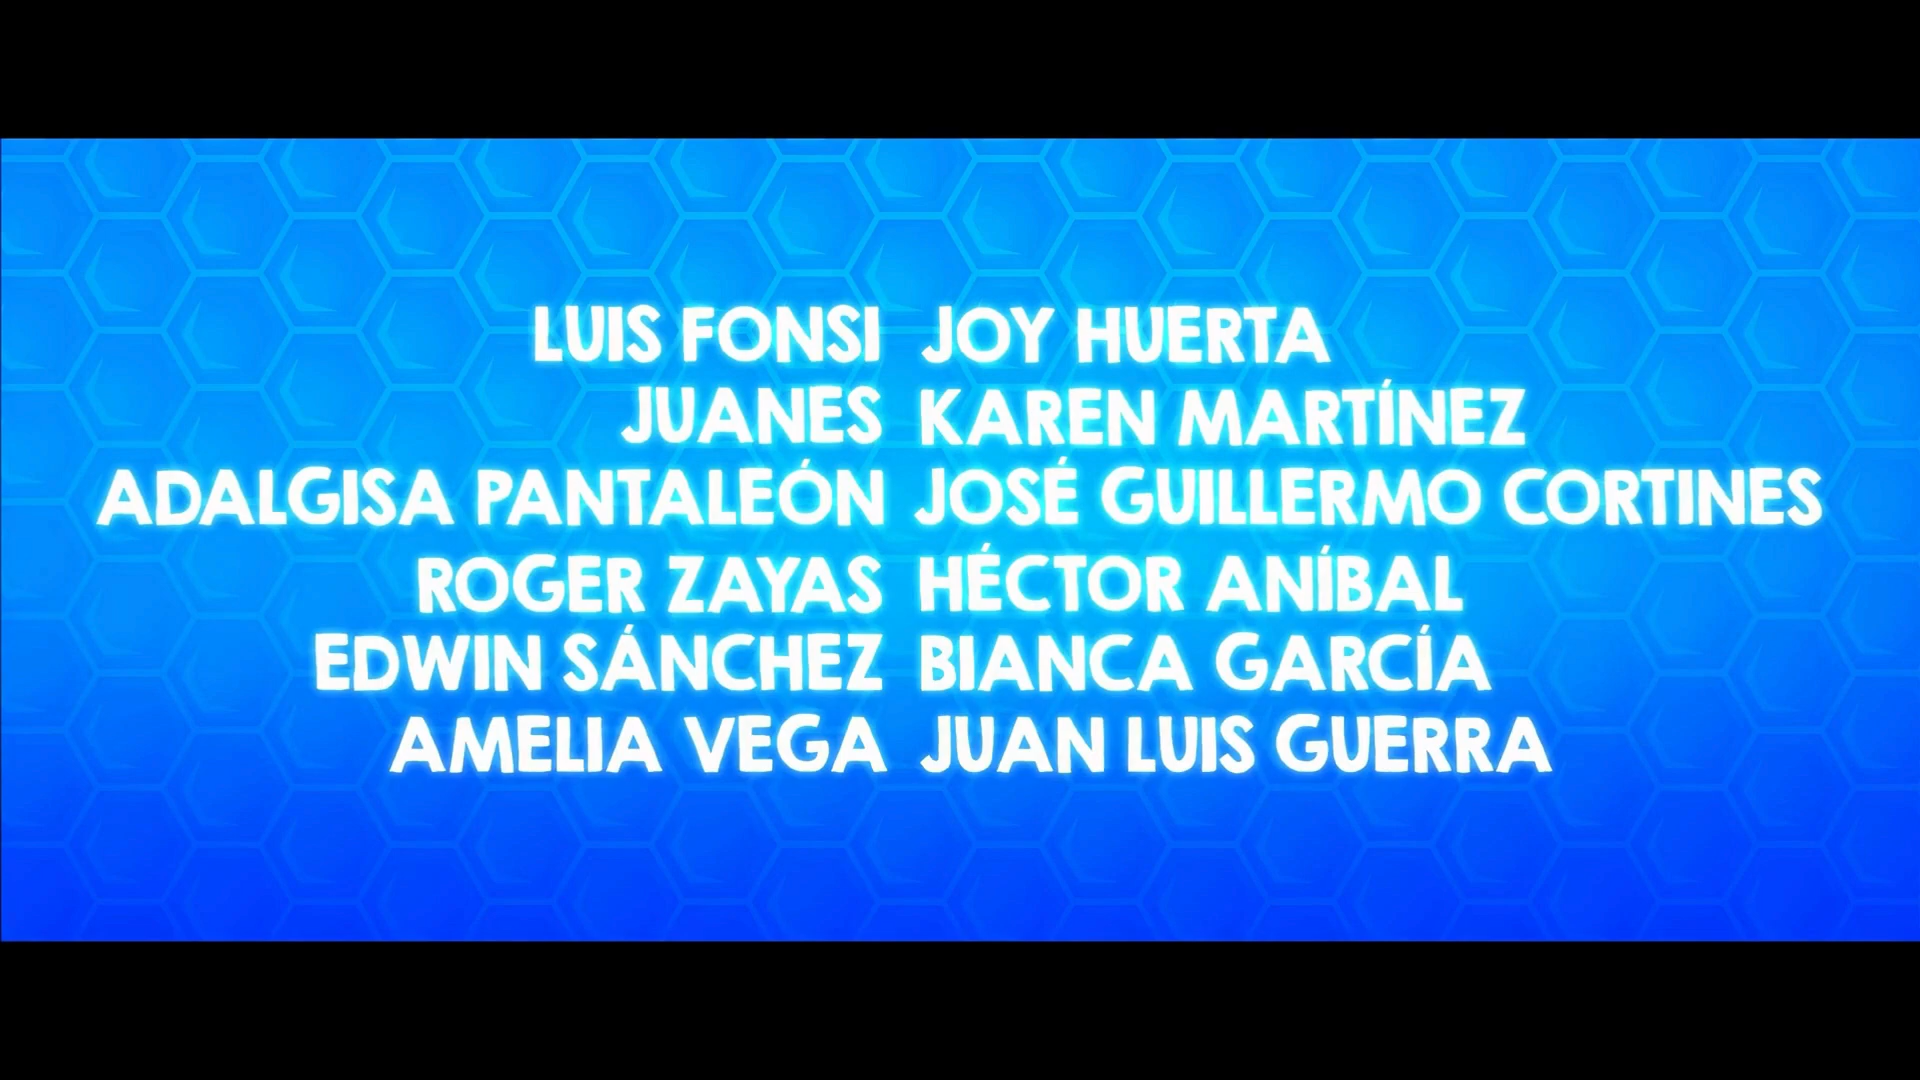 LUIS FONSI JOY HUERTA
JUANES KAREN MARTÍNEZ
ADALGISA PANTALEÓN JOSÉ GUILLERMO CORTINES
ROGER ZAYAS HÉCTOR ANÍBAL
EDWIN SÁNCHEZ BIANCA GARCÍA
AMELIA VEGA JUAN LUIS GUERRA